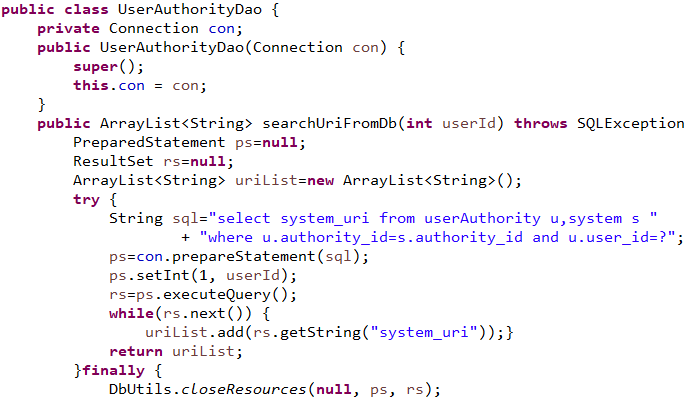 public class UserAuthorityDao {
    private Connection con;
    public UserAuthorityDao(Connection con) {
        super();
        this.con = con;
    }
    public ArrayList<String> searchUriFromDb(int userId) throws SQLException
        PreparedStatement ps=null;
        ResultSet rs=null;
        ArrayList<String> uriList=new ArrayList<String>();
        try {
            String sql="select system_uri from userAuthority u,system s "
                    + "where u.authority_id=s.authority_id and u.user_id=?";
            ps=con.prepareStatement(sql);
            ps.setInt(1, userId);
            rs=ps.executeQuery();
            while(rs.next()) {
                uriList.add(rs.getString("system_uri"));}
            return uriList;
        }finally {
            DbUtils.closeResources(null, ps, rs);